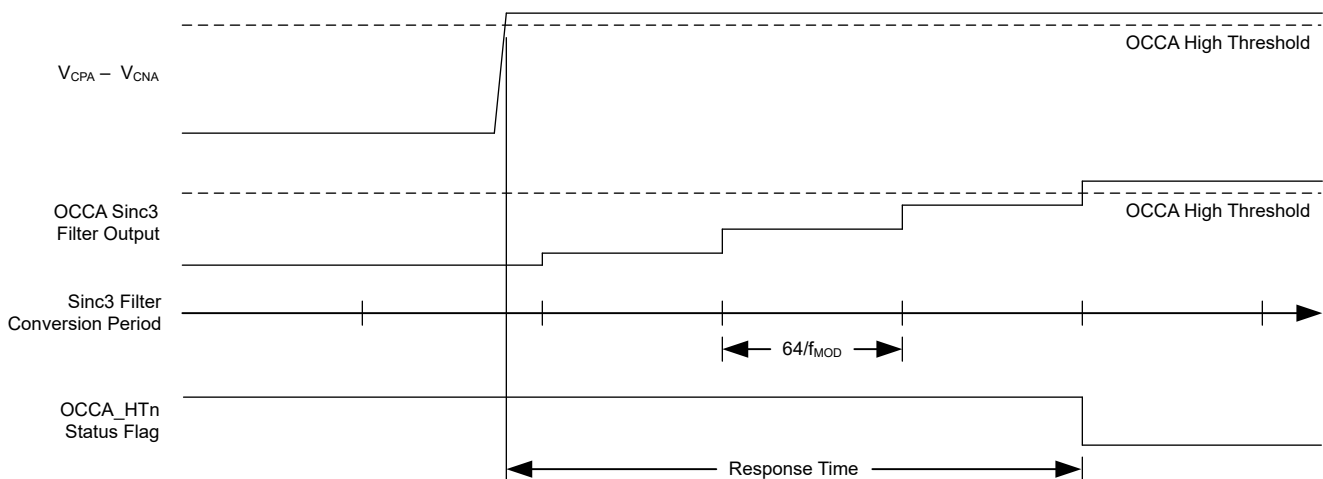 OCCA High Threshold
V_CPA – V_CNA
OCCA Sinc3
Filter Output
OCCA High Threshold
Sinc3 Filter
Conversion Period
64/f_MOD
OCCA_HTn
Status Flag
Response Time